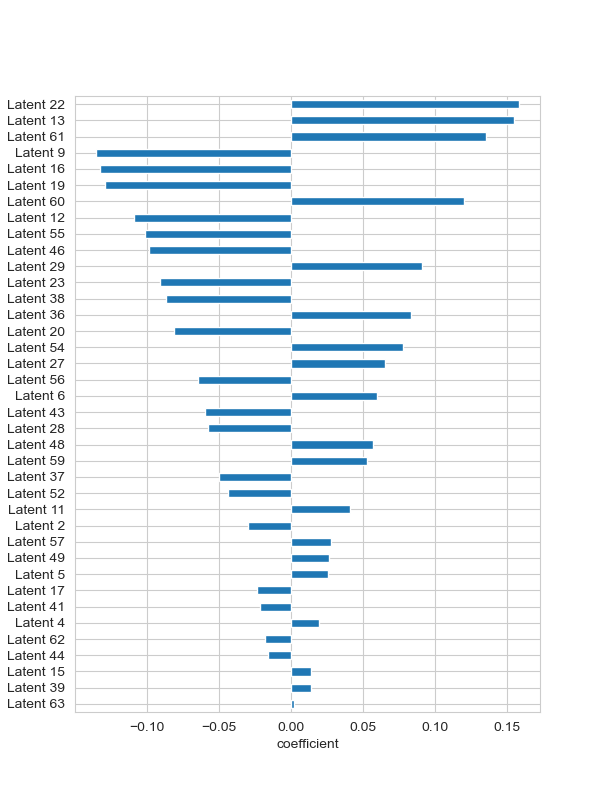 Latent 22
Latent 13
Latent 61
Latent 9
Latent 16
Latent 19
Latent 60
Latent 12
Latent 55
Latent 46
Latent 29
Latent 23
Latent 38
Latent 36
Latent 20
Latent 54
Latent 27
Latent 56
Latent 6
Latent 43
Latent 28
Latent 48
Latent 59
Latent 37
Latent 52
Latent 11
Latent 2
Latent 57
Latent 49
Latent 5
Latent 17
Latent 41
Latent 4
Latent 62
Latent 44
Latent 15
Latent 39
Latent 63
−0.10 −0.05 0.00 0.05 0.10 0.15
coefficient